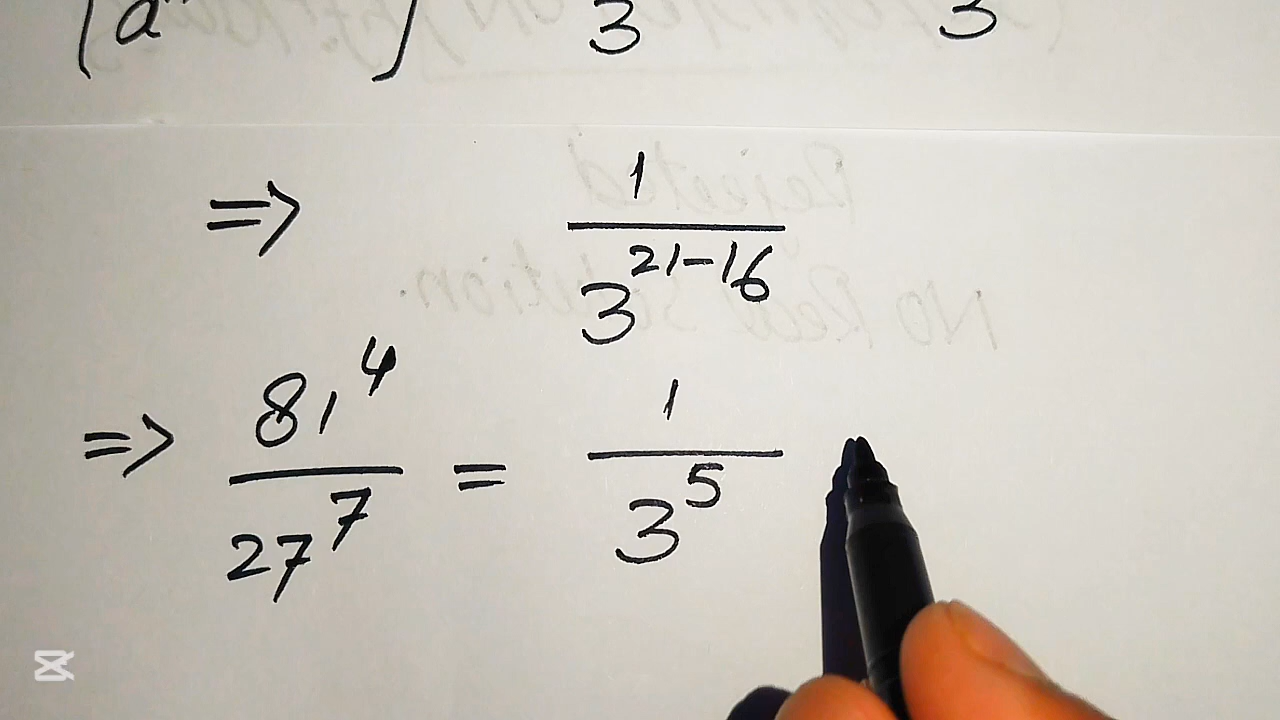 [a ] 3 3
=> 1/3^(21-16)
=> 81^4/27^7 = 1/3^5